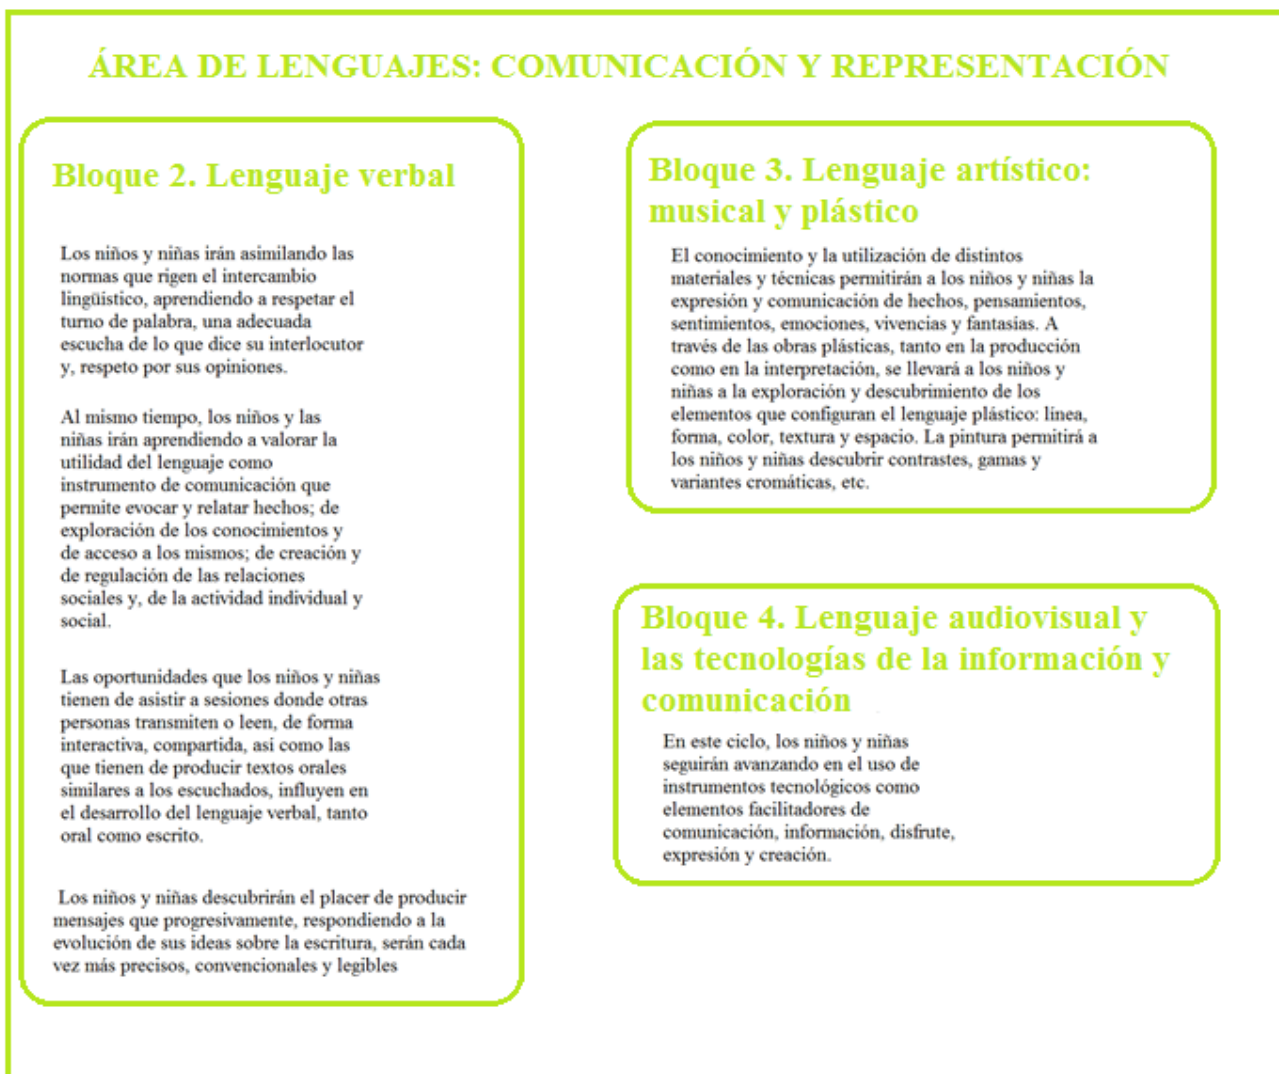 ÁREA DE LENGUAJES: COMUNICACIÓN Y REPRESENTACIÓN
Bloque 2. Lenguaje verbal
Los niños y niñas irán asimilando las
normas que rigen el intercambio
lingüistico, aprendiendo a respetar el
turno de palabra, una adecuada
escucha de lo que dice su interlocutor
y, respeto por sus opiniones.
Al mismo tiempo, los niños y las
niñas irán aprendiendo a valorar la
utilidad del lenguaje como
instrumento de comunicación que
permite evocar y relatar hechos; de
exploración de los conocimientos y
de acceso a los mismos; de creación y
de regulación de las relaciones
sociales y, de la actividad individual y
social.
Las oportunidades que los niños y niñas
tienen de asistir a sesiones donde otras
personas transmiten o leen, de forma
interactiva, compartida, así como las
que tienen de producir textos orales
similares a los escuchados, influyen en
el desarrollo del lenguaje verbal, tanto
oral como escrito.
Los niños y niñas descubrirán el placer de producir
mensajes que progresivamente, respondiendo a la
evolución de sus ideas sobre la escritura, serán cada
vez más precisos, convencionales y legibles
Bloque 3. Lenguaje artístico:
musical y plástico
El conocimiento y la utilización de distintos
materiales y técnicas permitirán a los niños y niñas la
expresión y comunicación de hechos, pensamientos,
sentimientos, emociones, vivencias y fantasías. A
través de las obras plásticas, tanto en la producción
como en la interpretación, se llevará a los niños y
niñas a la exploración y descubrimiento de los
elementos que configuran el lenguaje plástico: línea,
forma, color, textura y espacio. La pintura permitirá a
los niños y niñas descubrir contrastes, gamas y
variantes cromáticas, etc.
Bloque 4. Lenguaje audiovisual y
las tecnologías de la información y
comunicación
En este ciclo, los niños y niñas
seguirán avanzando en el uso de
instrumentos tecnológicos como
elementos facilitadores de
comunicación, información, disfrute,
expresión y creación.